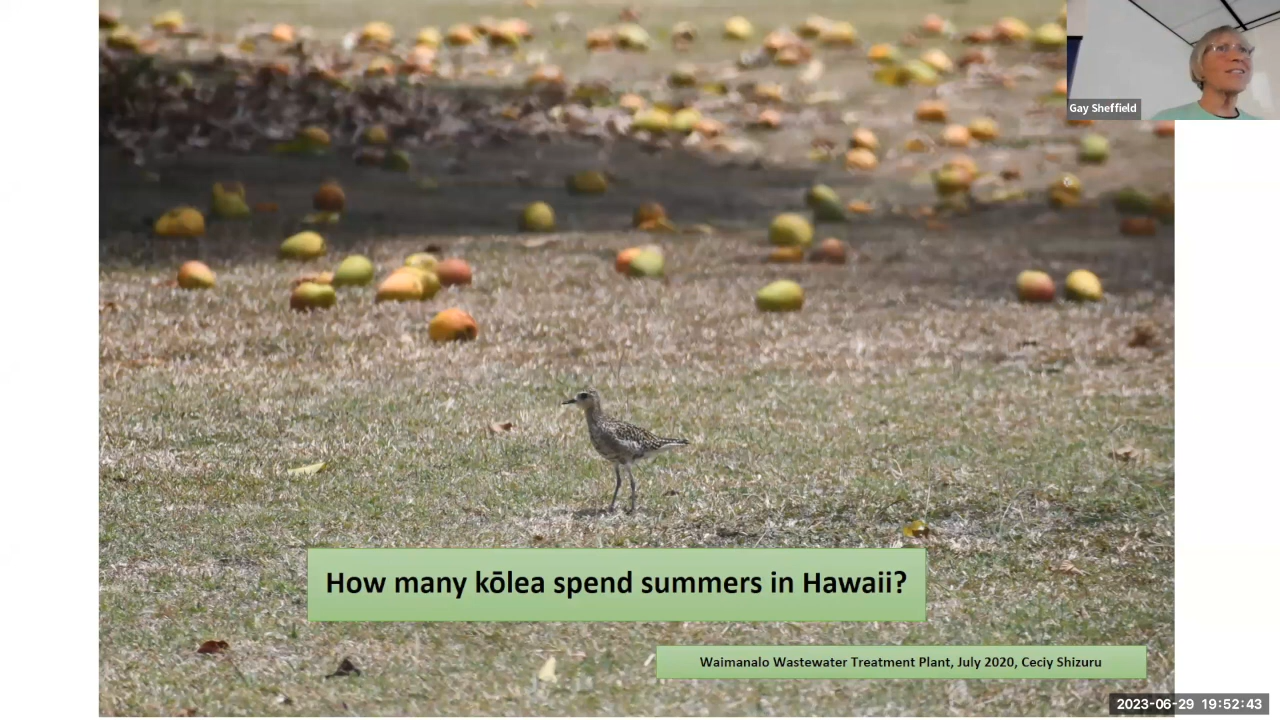 Gay Sheffield
How many kōlea spend summers in Hawaii?
Waimanalo Wastewater Treatment Plant, July 2020, Ceciy Shizuru
2023-06-29 19:52:43